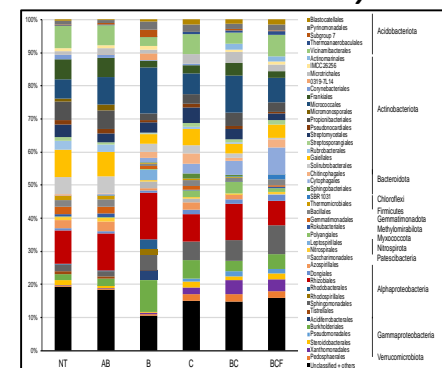 100%
90%
80%
70%
60%
50%
40%
30%
20%
10%
0%
NT AB B C BC BCF
Blastocatellales
Pyrinomonadales
Subgroup 7
Thermoanaerobaculales
Vicinamibacterales
Actinomarinales
IMCC26256
Microtrichales
0319-7L14
Corynebacteriales
Frankiales
Micrococcales
Micromonosporales
Propionibacteriales
Pseudonocardiales
Streptomycetales
Streptosporangiales
Rubrobacterales
Gaiellales
Solirubrobacterales
Chitinophagales
Cytophagales
Sphingobacteriales
SBR1031
Thermomicrobiales
Bacillales
Gemmatimonadales
Rokubacteriales
Polyangiales
Leptospirillales
Nitrospirales
Saccharimonadales
Azospirillales
Dongiales
Rhizobiales
Rhodobacterales
Rhodospirillales
Sphingomonadales
Tistrellales
Acidiferrobacterales
Burkholderiales
Pseudomonadales
Steroidobacterales
Xanthomonadales
Pedosphaerales
Unclassified + others
Acidobacteriota
Actinobacteriota
Bacteroidota
Chloroflexi
Firmicutes
Gemmatimonadota
Methylomirabilota
Myxococcota
Nitrospirota
Patescibacteria
Alphaproteobacteria
Gammaproteobacteria
Verrucomicrobiota